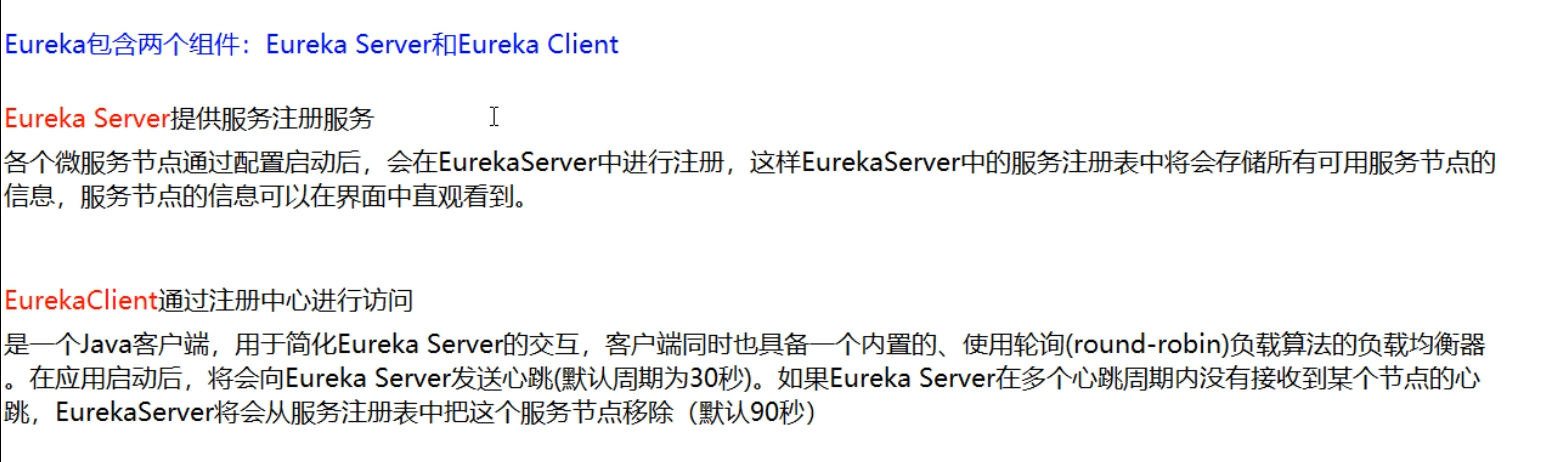 Eureka包含两个组件：Eureka Server和Eureka Client
Eureka Server提供服务注册服务
各个微服务节点通过配置启动后，会在EurekaServer中进行注册，这样EurekaServer中的服务注册表中将会存储所有可用服务节点的
信息，服务节点的信息可以在界面中直观看到。
EurekaClient通过注册中心进行访问
是一个Java客户端，用于简化Eureka Server的交互，客户端同时也具备一个内置的、使用轮询(round-robin)负载算法的负载均衡器
。在应用启动后，将会向Eureka Server发送心跳(默认周期为30秒)。如果Eureka Server在多个心跳周期内没有接收到某个节点的心
跳，EurekaServer将会从服务注册表中把这个服务节点移除（默认90秒）